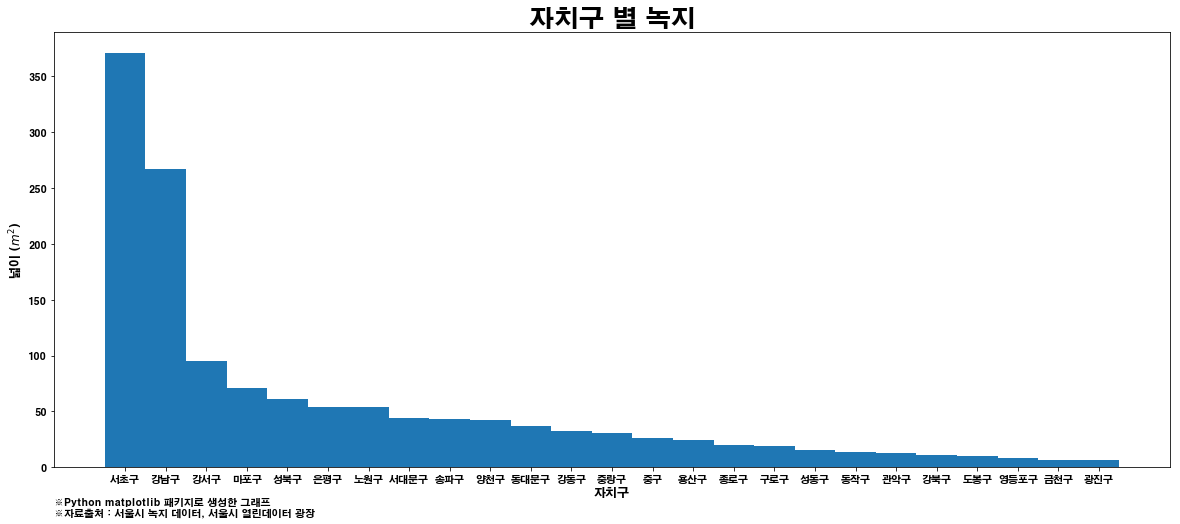 자치구 별 녹지
넓이 (m²)
350
300
250
200
150
100
50
0
서초구 강남구 강서구 마포구 성북구 은평구 노원구 서대문구 송파구 양천구 동대문구 강동구 중랑구 중구 용산구 종로구 구로구 성동구 동작구 관악구 강북구 도봉구 영등포구 금천구 광진구
자치구
※Python matplotlib 패키지로 생성한 그래프
※자료출처 : 서울시 녹지 데이터, 서울시 열린데이터 광장